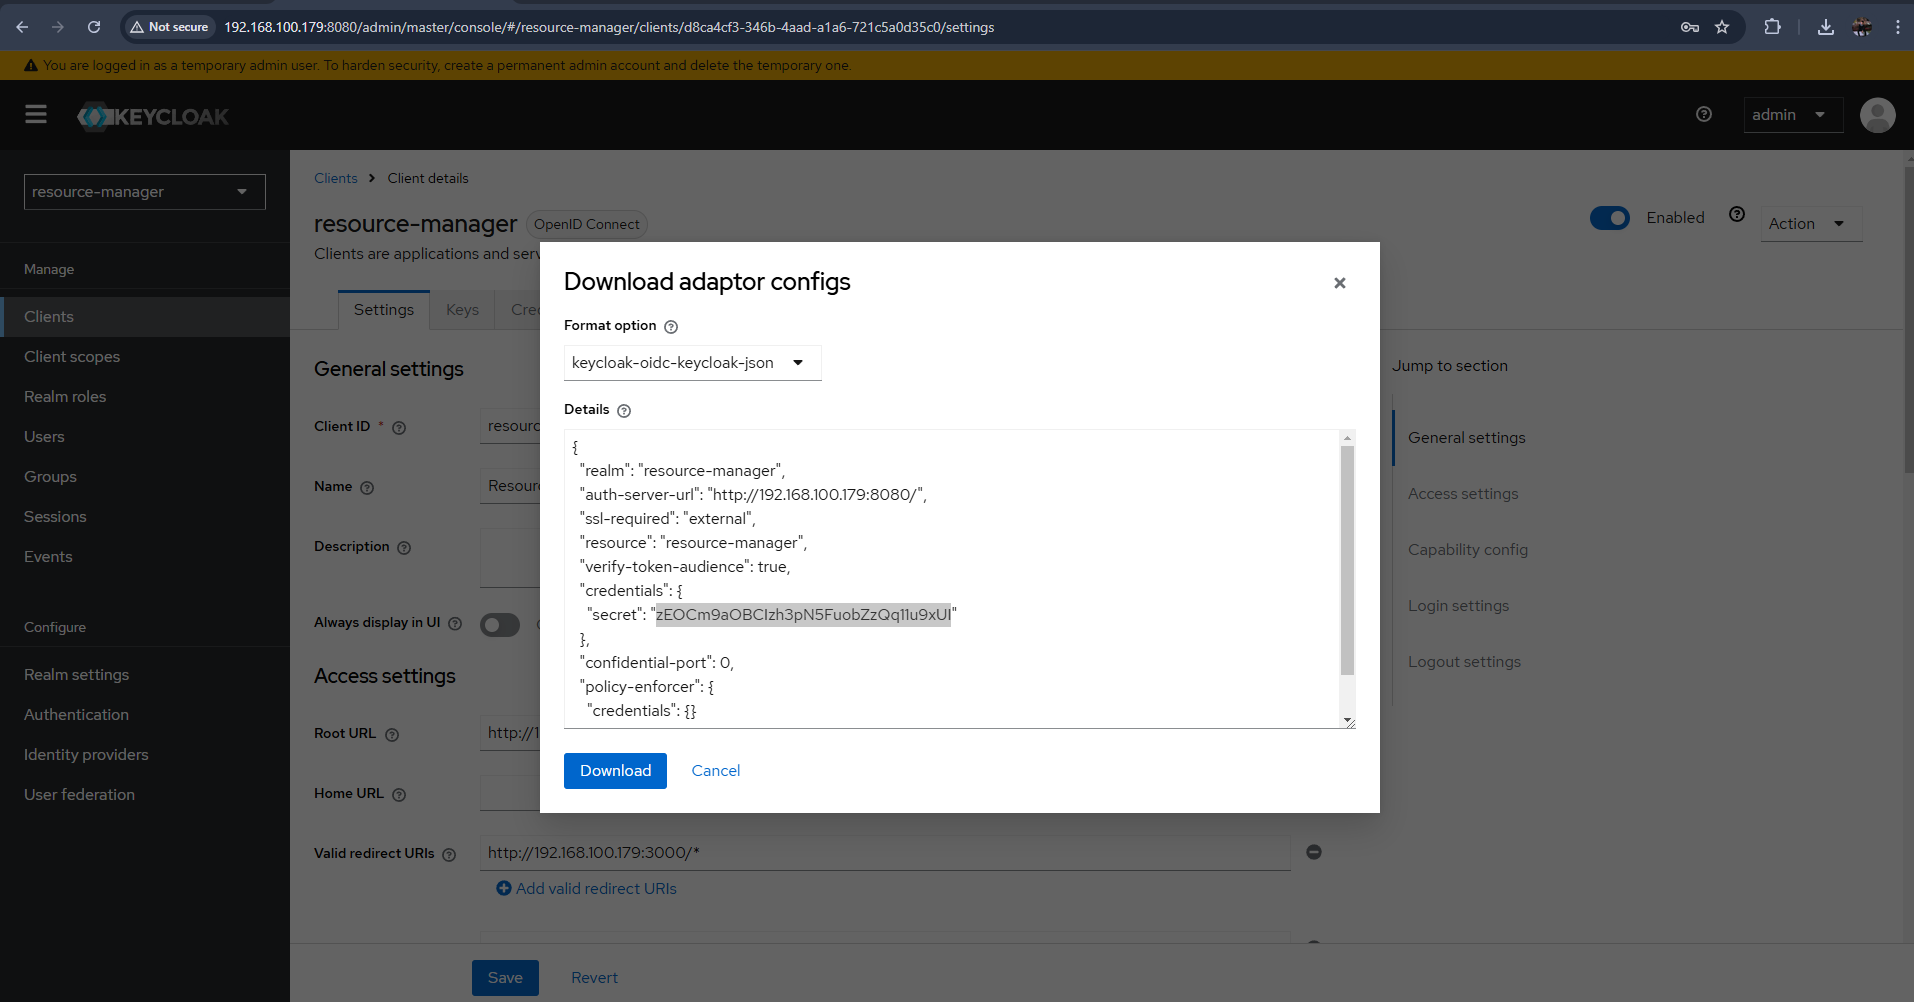 Not secure 192.168.100.179:8080/admin/master/console/#/resource-manager/clients/d8ca4cf3-346b-4aad-a1a6-721c5a0d35c0/settings
You are logged in as a temporary admin user. To harden security, create a permanent admin account and delete the temporary one.
KEYCLOAK
admin
resource-manager
Manage
Clients
Client scopes
Realm roles
Users
Groups
Sessions
Events
Configure
Realm settings
Authentication
Identity providers
User federation
Clients
Client details
resource-manager
OpenID Connect
Enabled
Action
Clients are applications and serv
Settings
Keys
Cre
General settings
Client ID *
resourc
Name
Resour
Description
Always display in UI
Access settings
Root URL
http://1
Home URL
Valid redirect URIs
http://192.168.100.179:3000/*
Add valid redirect URIs
Save
Revert
Download adaptor configs
Format option
keycloak-oidc-keycloak-json
Details
{
"realm": "resource-manager",
"auth-server-url": "http://192.168.100.179:8080/",
"ssl-required": "external",
"resource": "resource-manager",
"verify-token-audience": true,
"credentials": {
"secret": "zEOCm9aOBCIzh3pN5FuobZzQq11u9xUI"
},
"confidential-port": 0,
"policy-enforcer": {
"credentials": {}
Download
Cancel
Jump to section
General settings
Access settings
Capability config
Login settings
Logout settings